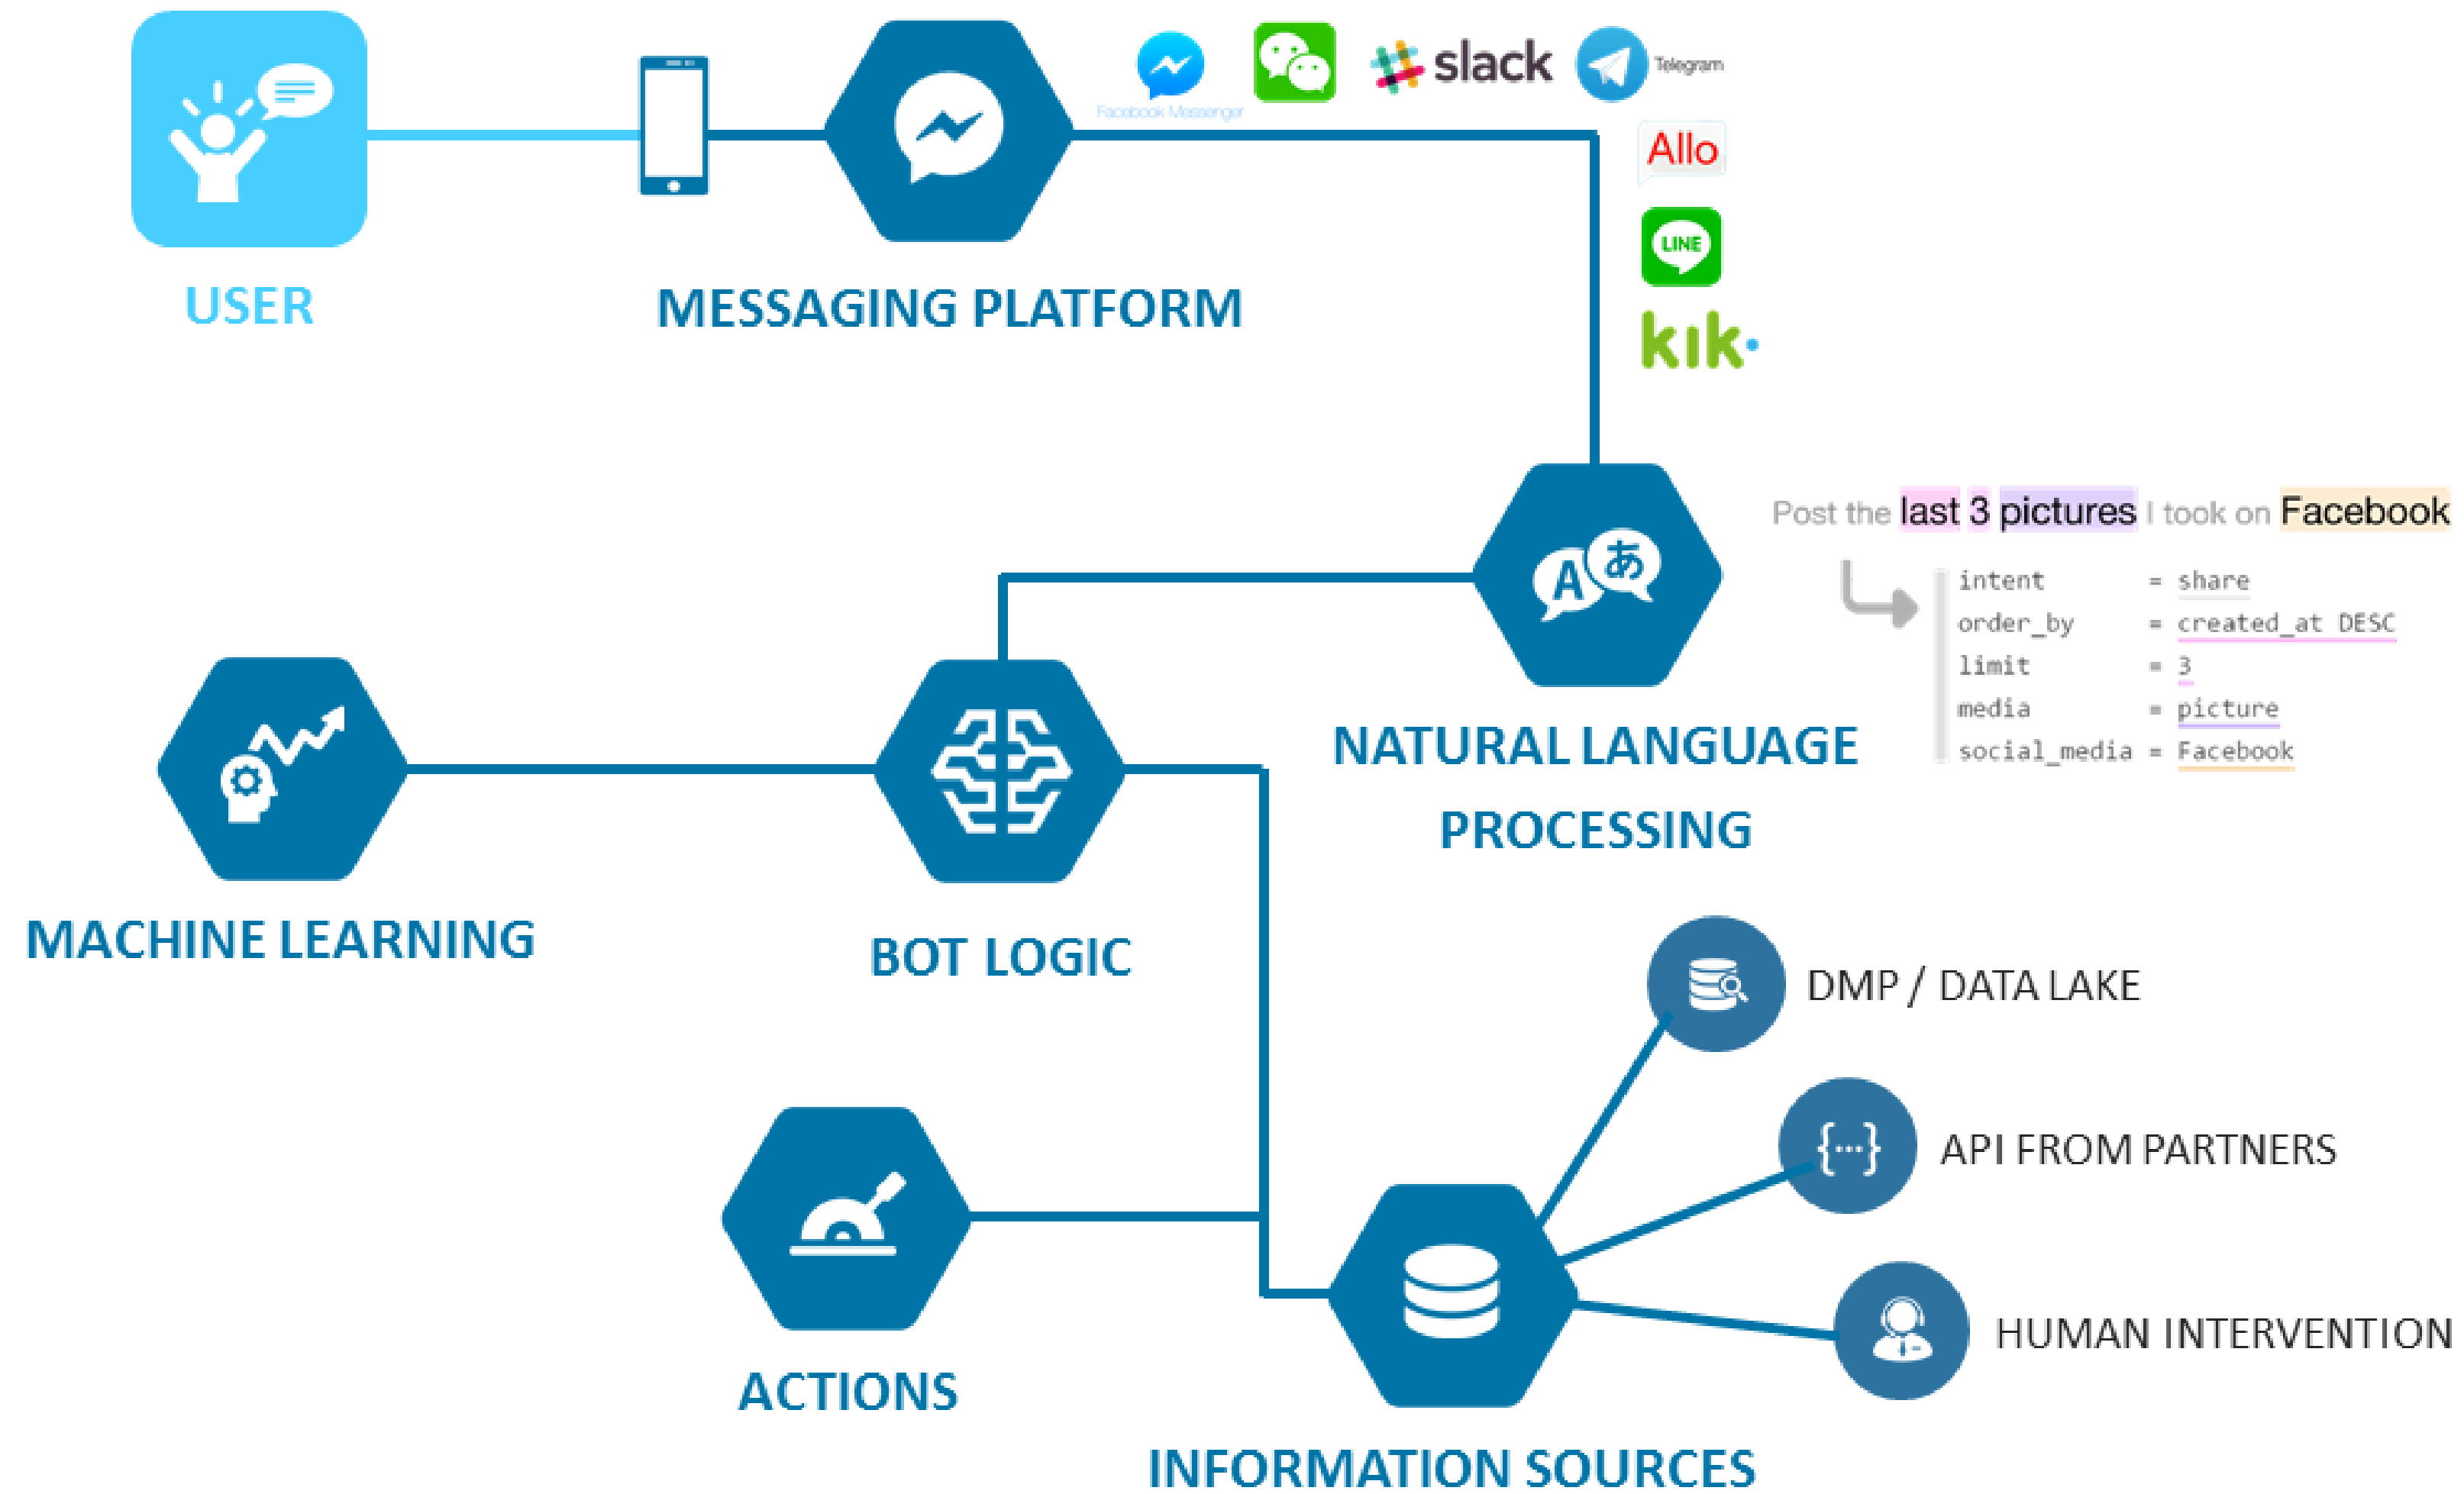 Facebook Messenger
slack
Telegram
Allo
LINE
kik
USER
MESSAGING PLATFORM
Post the last 3 pictures I took on Facebook
intent = share
order_by = created_at DESC
limit = 3
media = picture
social_media = Facebook
A あ
NATURAL LANGUAGE
PROCESSING
MACHINE LEARNING
BOT LOGIC
DMP / DATA LAKE
{...}
API FROM PARTNERS
HUMAN INTERVENTION
ACTIONS
INFORMATION SOURCES